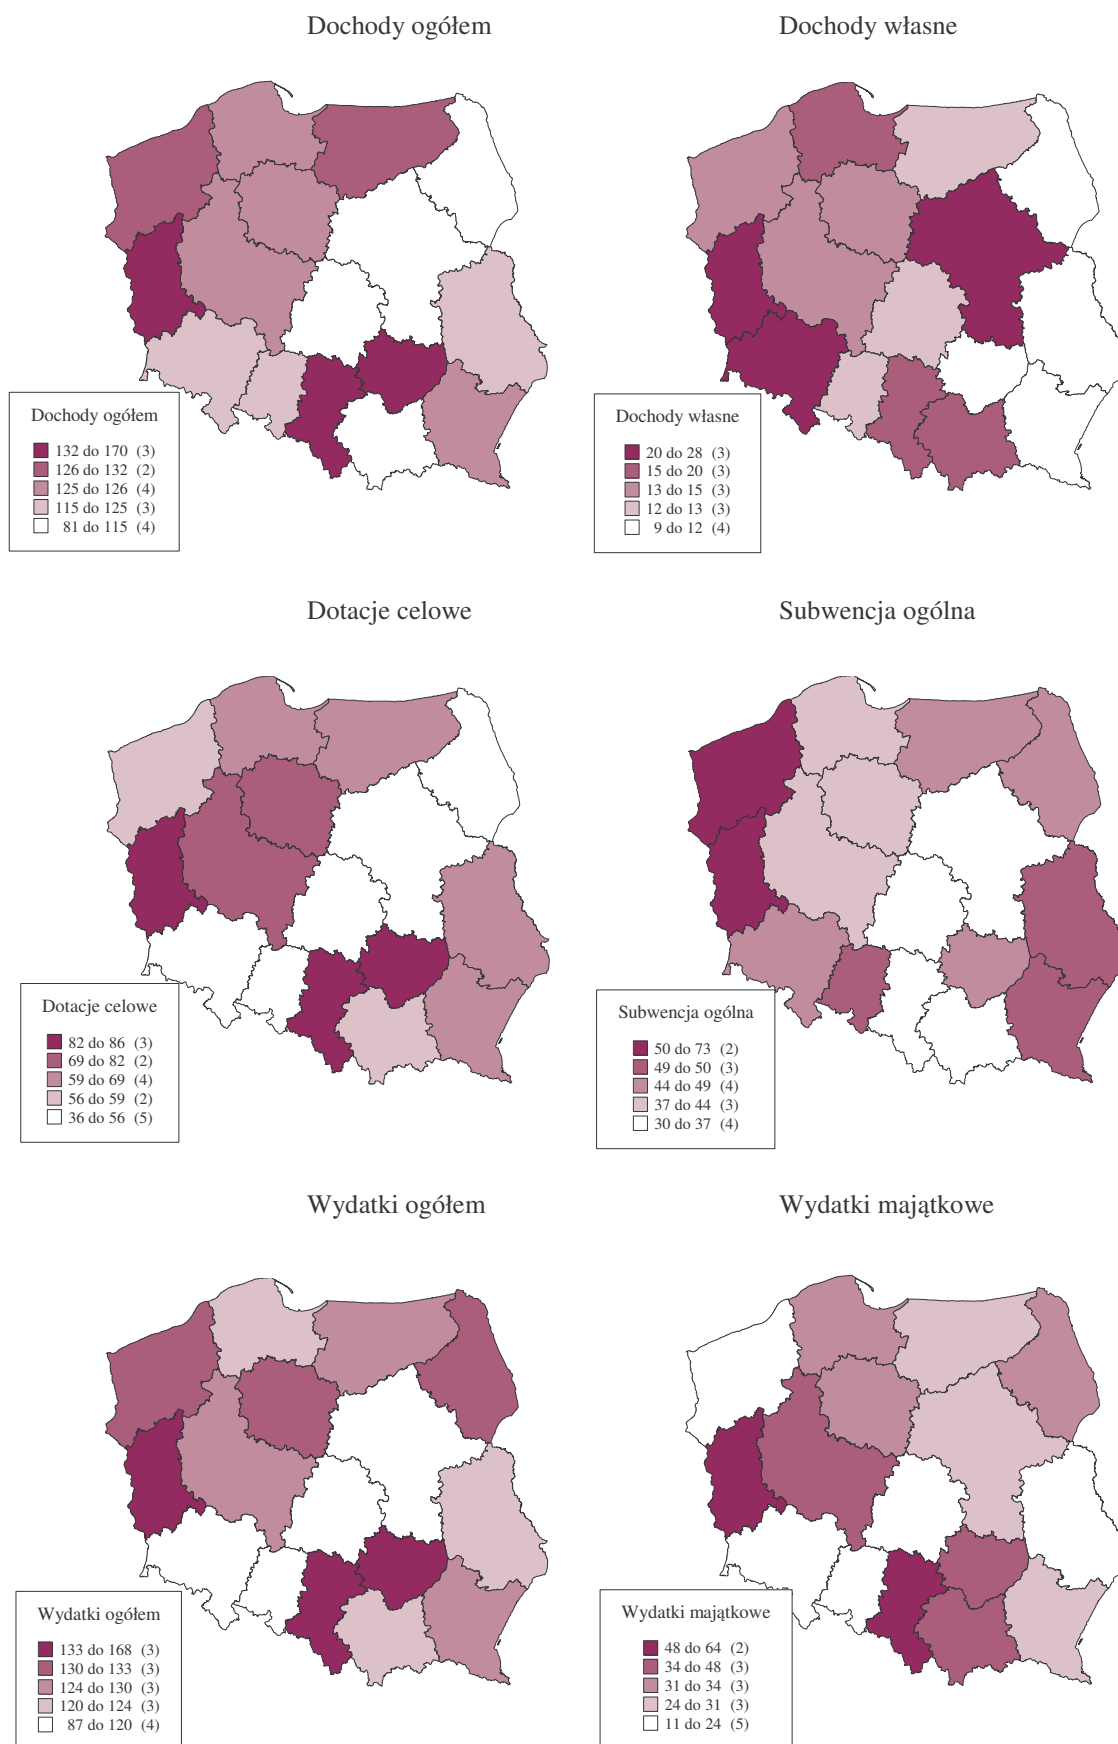 Dochody ogółem
Dochody własne
Dochody ogółem
132 do 170 (3)
126 do 132 (2)
125 do 126 (4)
115 do 125 (3)
81 do 115 (4)
Dochody własne
20 do 28 (3)
15 do 20 (3)
13 do 15 (3)
12 do 13 (3)
9 do 12 (4)
Dotacje celowe
Subwencja ogólna
Dotacje celowe
82 do 86 (3)
69 do 82 (2)
59 do 69 (4)
56 do 59 (2)
36 do 56 (5)
Subwencja ogólna
50 do 73 (2)
49 do 50 (3)
44 do 49 (4)
37 do 44 (3)
30 do 37 (4)
Wydatki ogółem
Wydatki majątkowe
Wydatki ogółem
133 do 168 (3)
130 do 133 (3)
124 do 130 (3)
120 do 124 (3)
87 do 120 (4)
Wydatki majątkowe
48 do 64 (2)
34 do 48 (3)
31 do 34 (3)
24 do 31 (3)
11 do 24 (5)